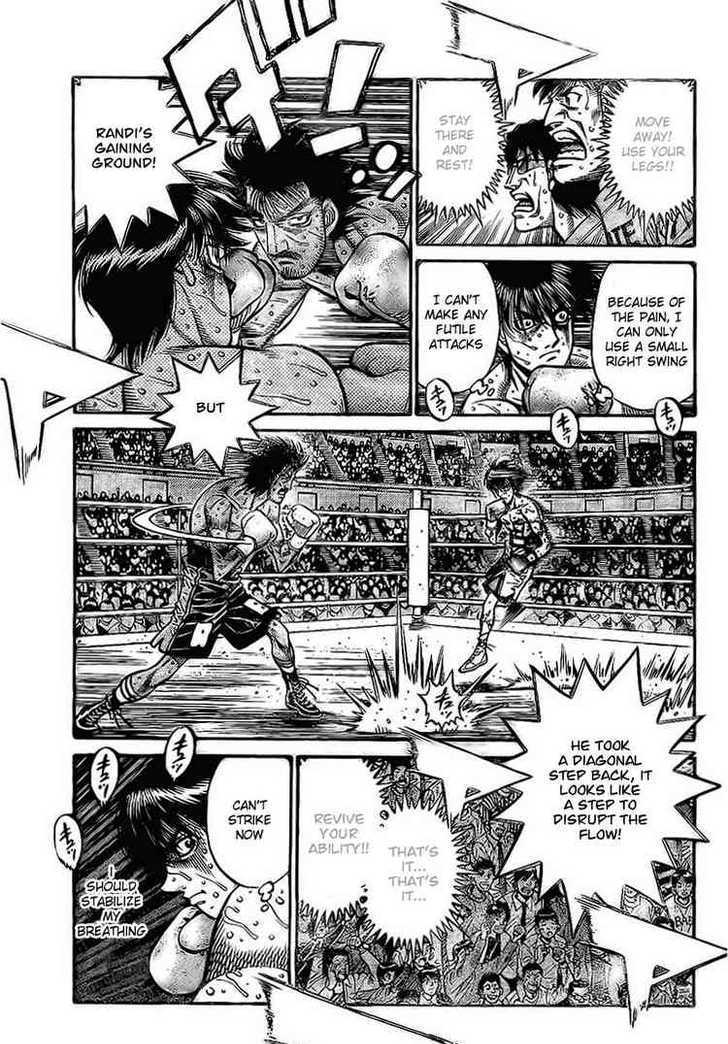 MOVE
AWAY!
USE YOUR
LEGS!!
STAY
THERE
AND
REST!
RANDI'S
GAINING
GROUND!
BECAUSE OF
THE PAIN, I
CAN ONLY
USE A SMALL
RIGHT SWING
I CAN'T
MAKE ANY
FUTILE
ATTACKS
BUT
HE TOOK
A DIAGONAL
STEP BACK, IT
LOOKS LIKE
A STEP TO
DISRUPT THE
FLOW!
THAT'S
IT...
THAT'S
IT...
REVIVE
YOUR
ABILITY!!
CAN'T
STRIKE
NOW
I
SHOULD
STABILIZE
MY
BREATHING